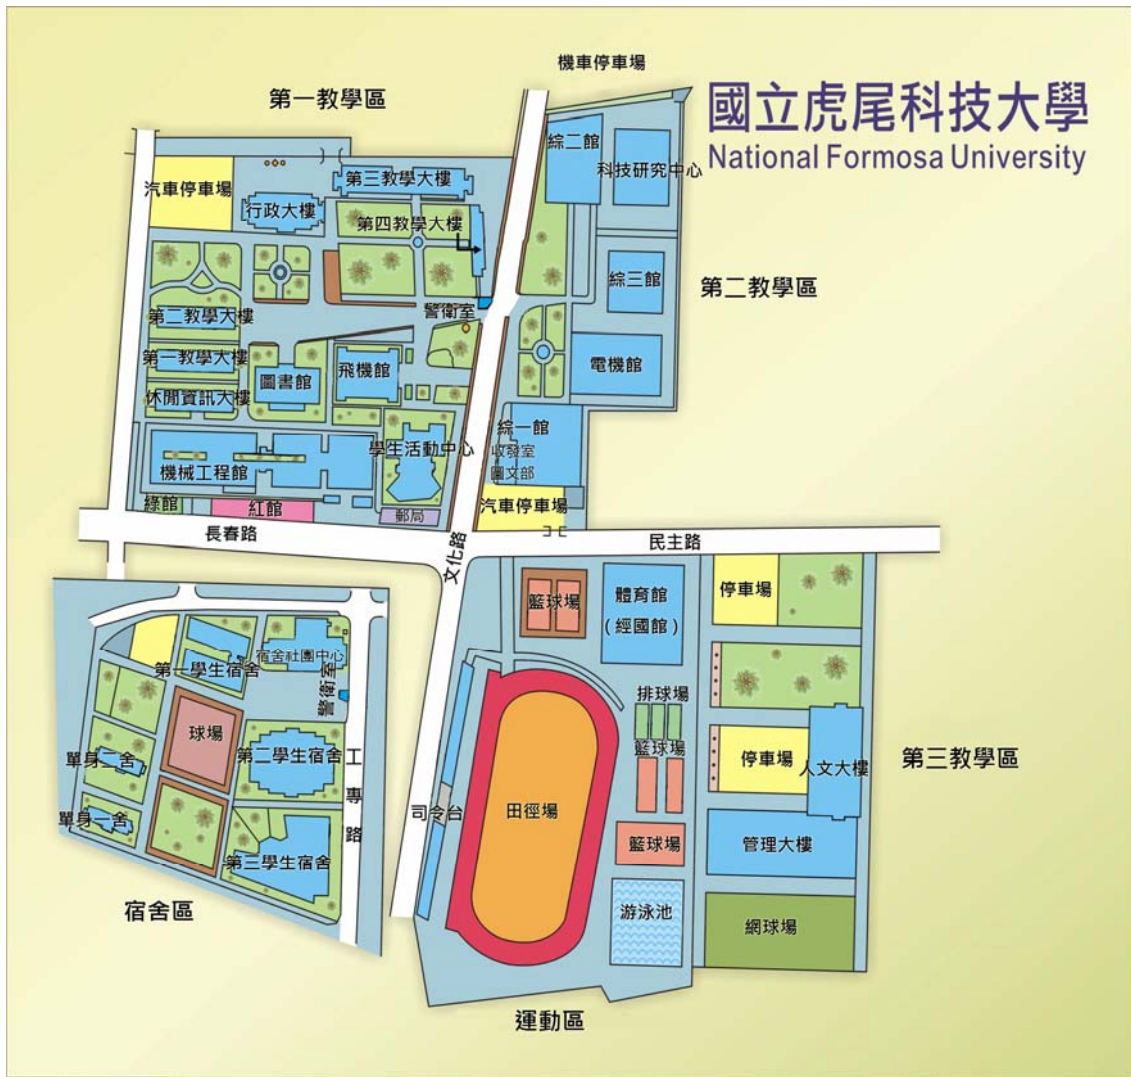 機車停車場
國立虎尾科技大學
National Formosa University
第一教學區
綜二館
科技研究中心
第三教學大樓
汽車停車場
行政大樓
第四教學大樓
綜三館
第二教學區
警衛室
第二教學大樓
第一教學大樓
圖書館
飛機館
電機館
休閒資訊大樓
綜一館
收發室
圖文部
學生活動中心
機械工程館
綠館
紅館
郵局
汽車停車場
長春路
文化路
民主路
籃球場
體育館
(經國館)
停車場
第一學生宿舍
宿舍社團中心
警衛室
排球場
球場
第二學生宿舍
工專路
籃球場
停車場
人文大樓
第三教學區
單身二舍
單身一舍
司令台
田徑場
籃球場
管理大樓
第三學生宿舍
宿舍區
游泳池
網球場
運動區